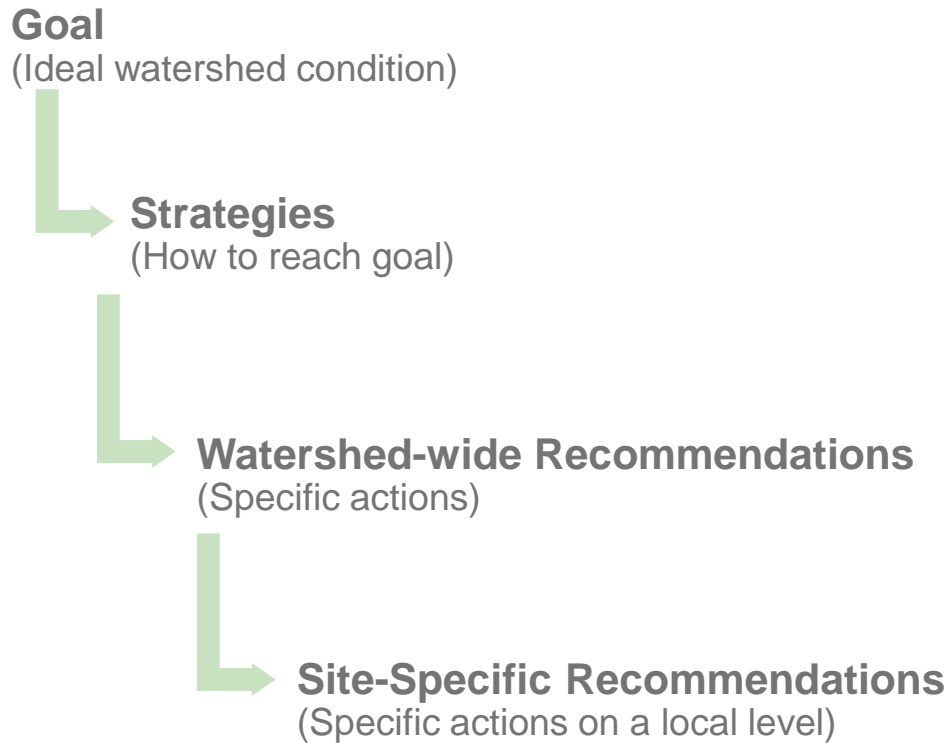 Goal
(Ideal watershed condition)
Strategies
(How to reach goal)
Watershed-wide Recommendations
(Specific actions)
Site-Specific Recommendations
(Specific actions on a local level)